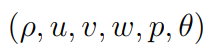 (ρ, u, v, w, p, θ)